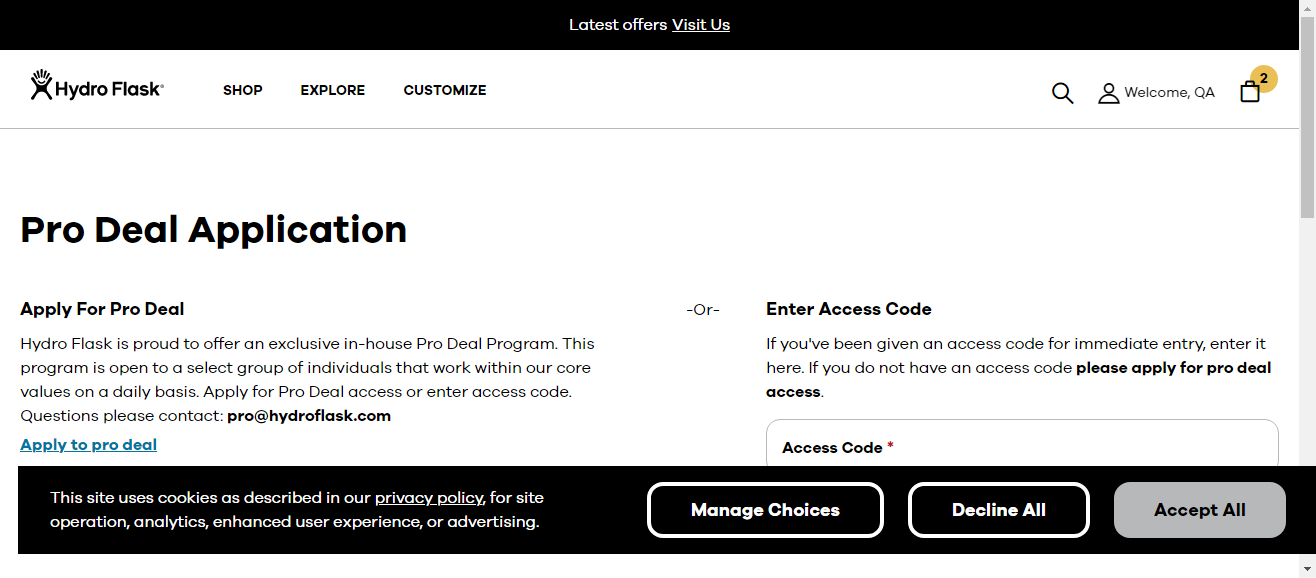 Latest offers Visit Us
Hydro Flask
SHOP
EXPLORE
CUSTOMIZE
Welcome, QA
2
Pro Deal Application
Apply For Pro Deal
Hydro Flask is proud to offer an exclusive in-house Pro Deal Program. This
program is open to a select group of individuals that work within our core
values on a daily basis. Apply for Pro Deal access or enter access code.
Questions please contact: pro@hydroflask.com
Apply to pro deal
-Or-
Enter Access Code
If you've been given an access code for immediate entry, enter it
here. If you do not have an access code please apply for pro deal
access.
Access Code *
This site uses cookies as described in our privacy policy, for site
operation, analytics, enhanced user experience, or advertising.
Manage Choices
Decline All
Accept All